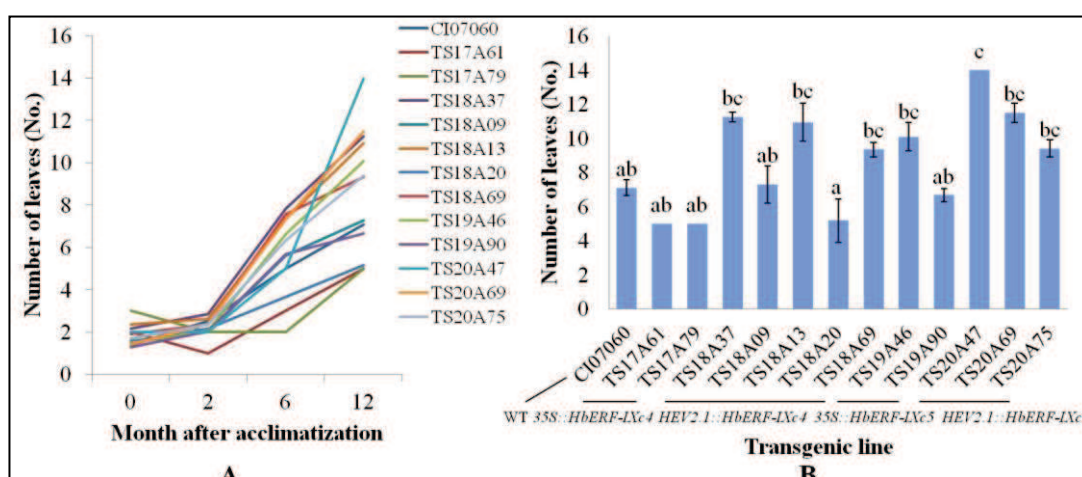 Number of leaves (No.)
16
14
12
10
8
6
4
2
0
0 2 6 12
Month after acclimatization
CI07060
TS17A61
TS17A79
TS18A37
TS18A09
TS18A13
TS18A20
TS18A69
TS19A46
TS19A90
TS20A47
TS20A69
TS20A75
A
Number of leaves (No.)
16
14
12
10
8
6
4
2
0
ab ab ab bc ab bc a bc bc ab c bc bc
CI07060
TS17A61
TS17A79
TS18A37
TS18A09
TS18A13
TS18A20
TS18A69
TS19A46
TS19A90
TS20A47
TS20A69
TS20A75
WT 35S::HbERF-IXc4 HEV2.1::HbERF-IXc4 35S::HbERF-IXc5 HEV2.1::HbERF-IXc
Transgenic line
B